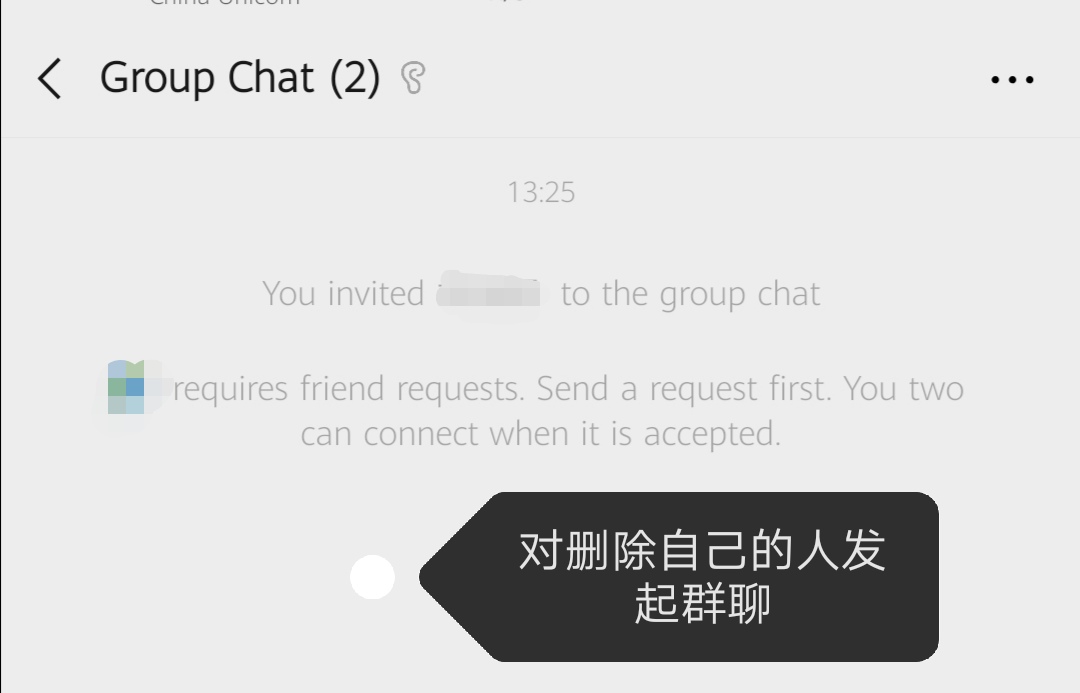 China Unicom
Group Chat (2)
13:25
You invited to the group chat
requires friend requests. Send a request first. You two
can connect when it is accepted.
对删除自己的人发
起群聊